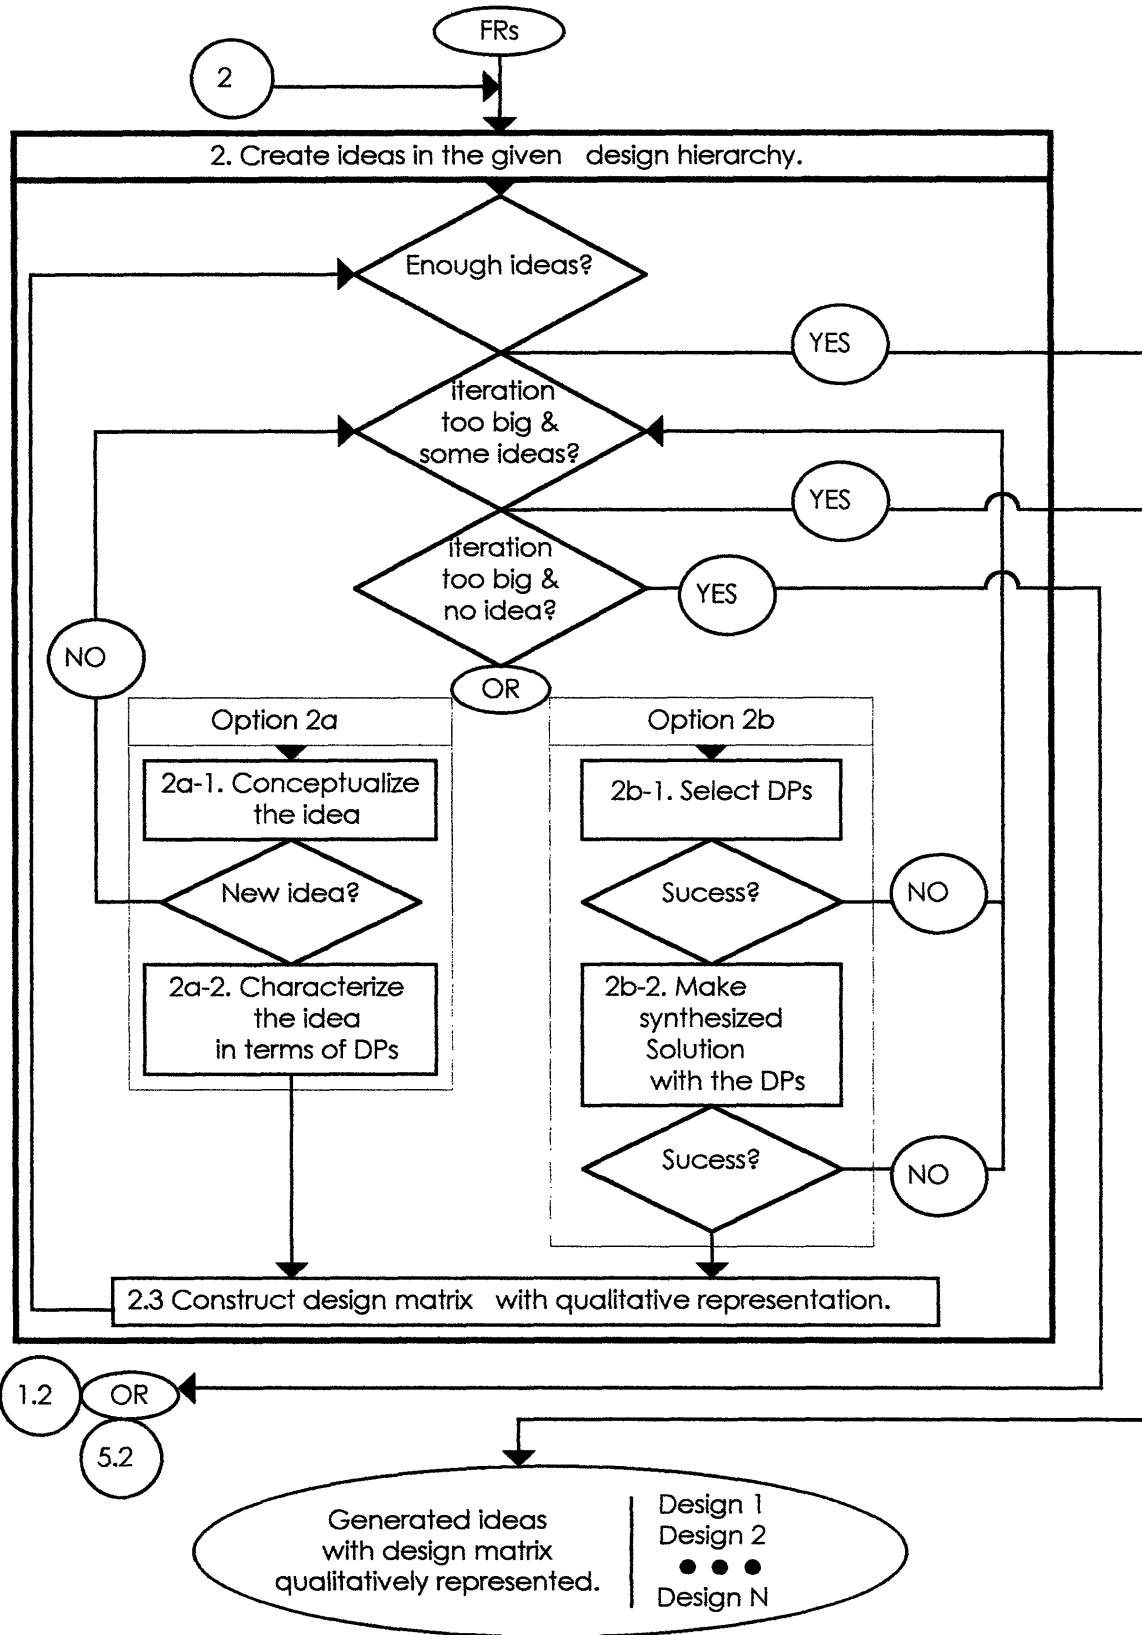 FRs
2
2. Create ideas in the given design hierarchy.
Enough ideas?
YES
iteration
too big &
some ideas?
YES
iteration
too big &
no idea?
YES
NO
OR
Option 2a
Option 2b
2a-1. Conceptualize
the idea
2b-1. Select DPs
New idea?
Sucess?
NO
2a-2. Characterize
the idea
in terms of DPs
2b-2. Make
synthesized
Solution
with the DPs
Sucess?
NO
2.3 Construct design matrix with qualitative representation.
1.2
OR
5.2
Generated ideas
with design matrix
qualitatively represented.
Design 1
Design 2
● ● ●
Design N